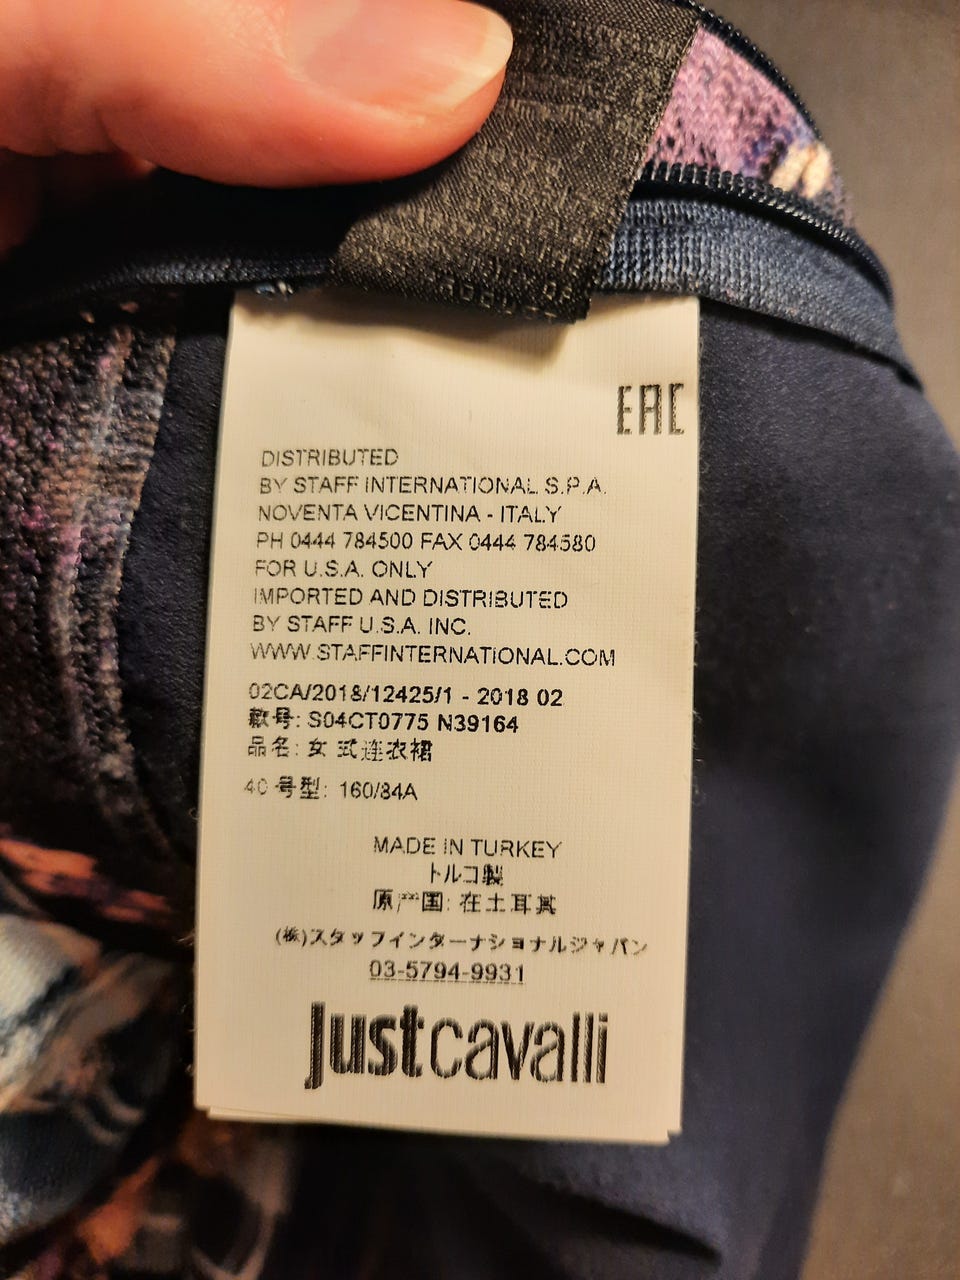 PRODUCT
EAC
DISTRIBUTED
BY STAFF INTERNATIONAL S.P.A.
NOVENTA VICENTINA - ITALY
PH 0444 784500 FAX 0444 784580
FOR U.S.A. ONLY
IMPORTED AND DISTRIBUTED
BY STAFF U.S.A. INC.
WWW.STAFFINTERNATIONAL.COM
02CA/2018/12425/1 - 2018 02
款号: S04CT0775 N39164
品名: 女式连衣裙
40 号型: 160/84A
MADE IN TURKEY
トルコ製
原产国: 在土耳其
(株)スタッフインターナショナルジャパン
03-5794-9931
justcavalli